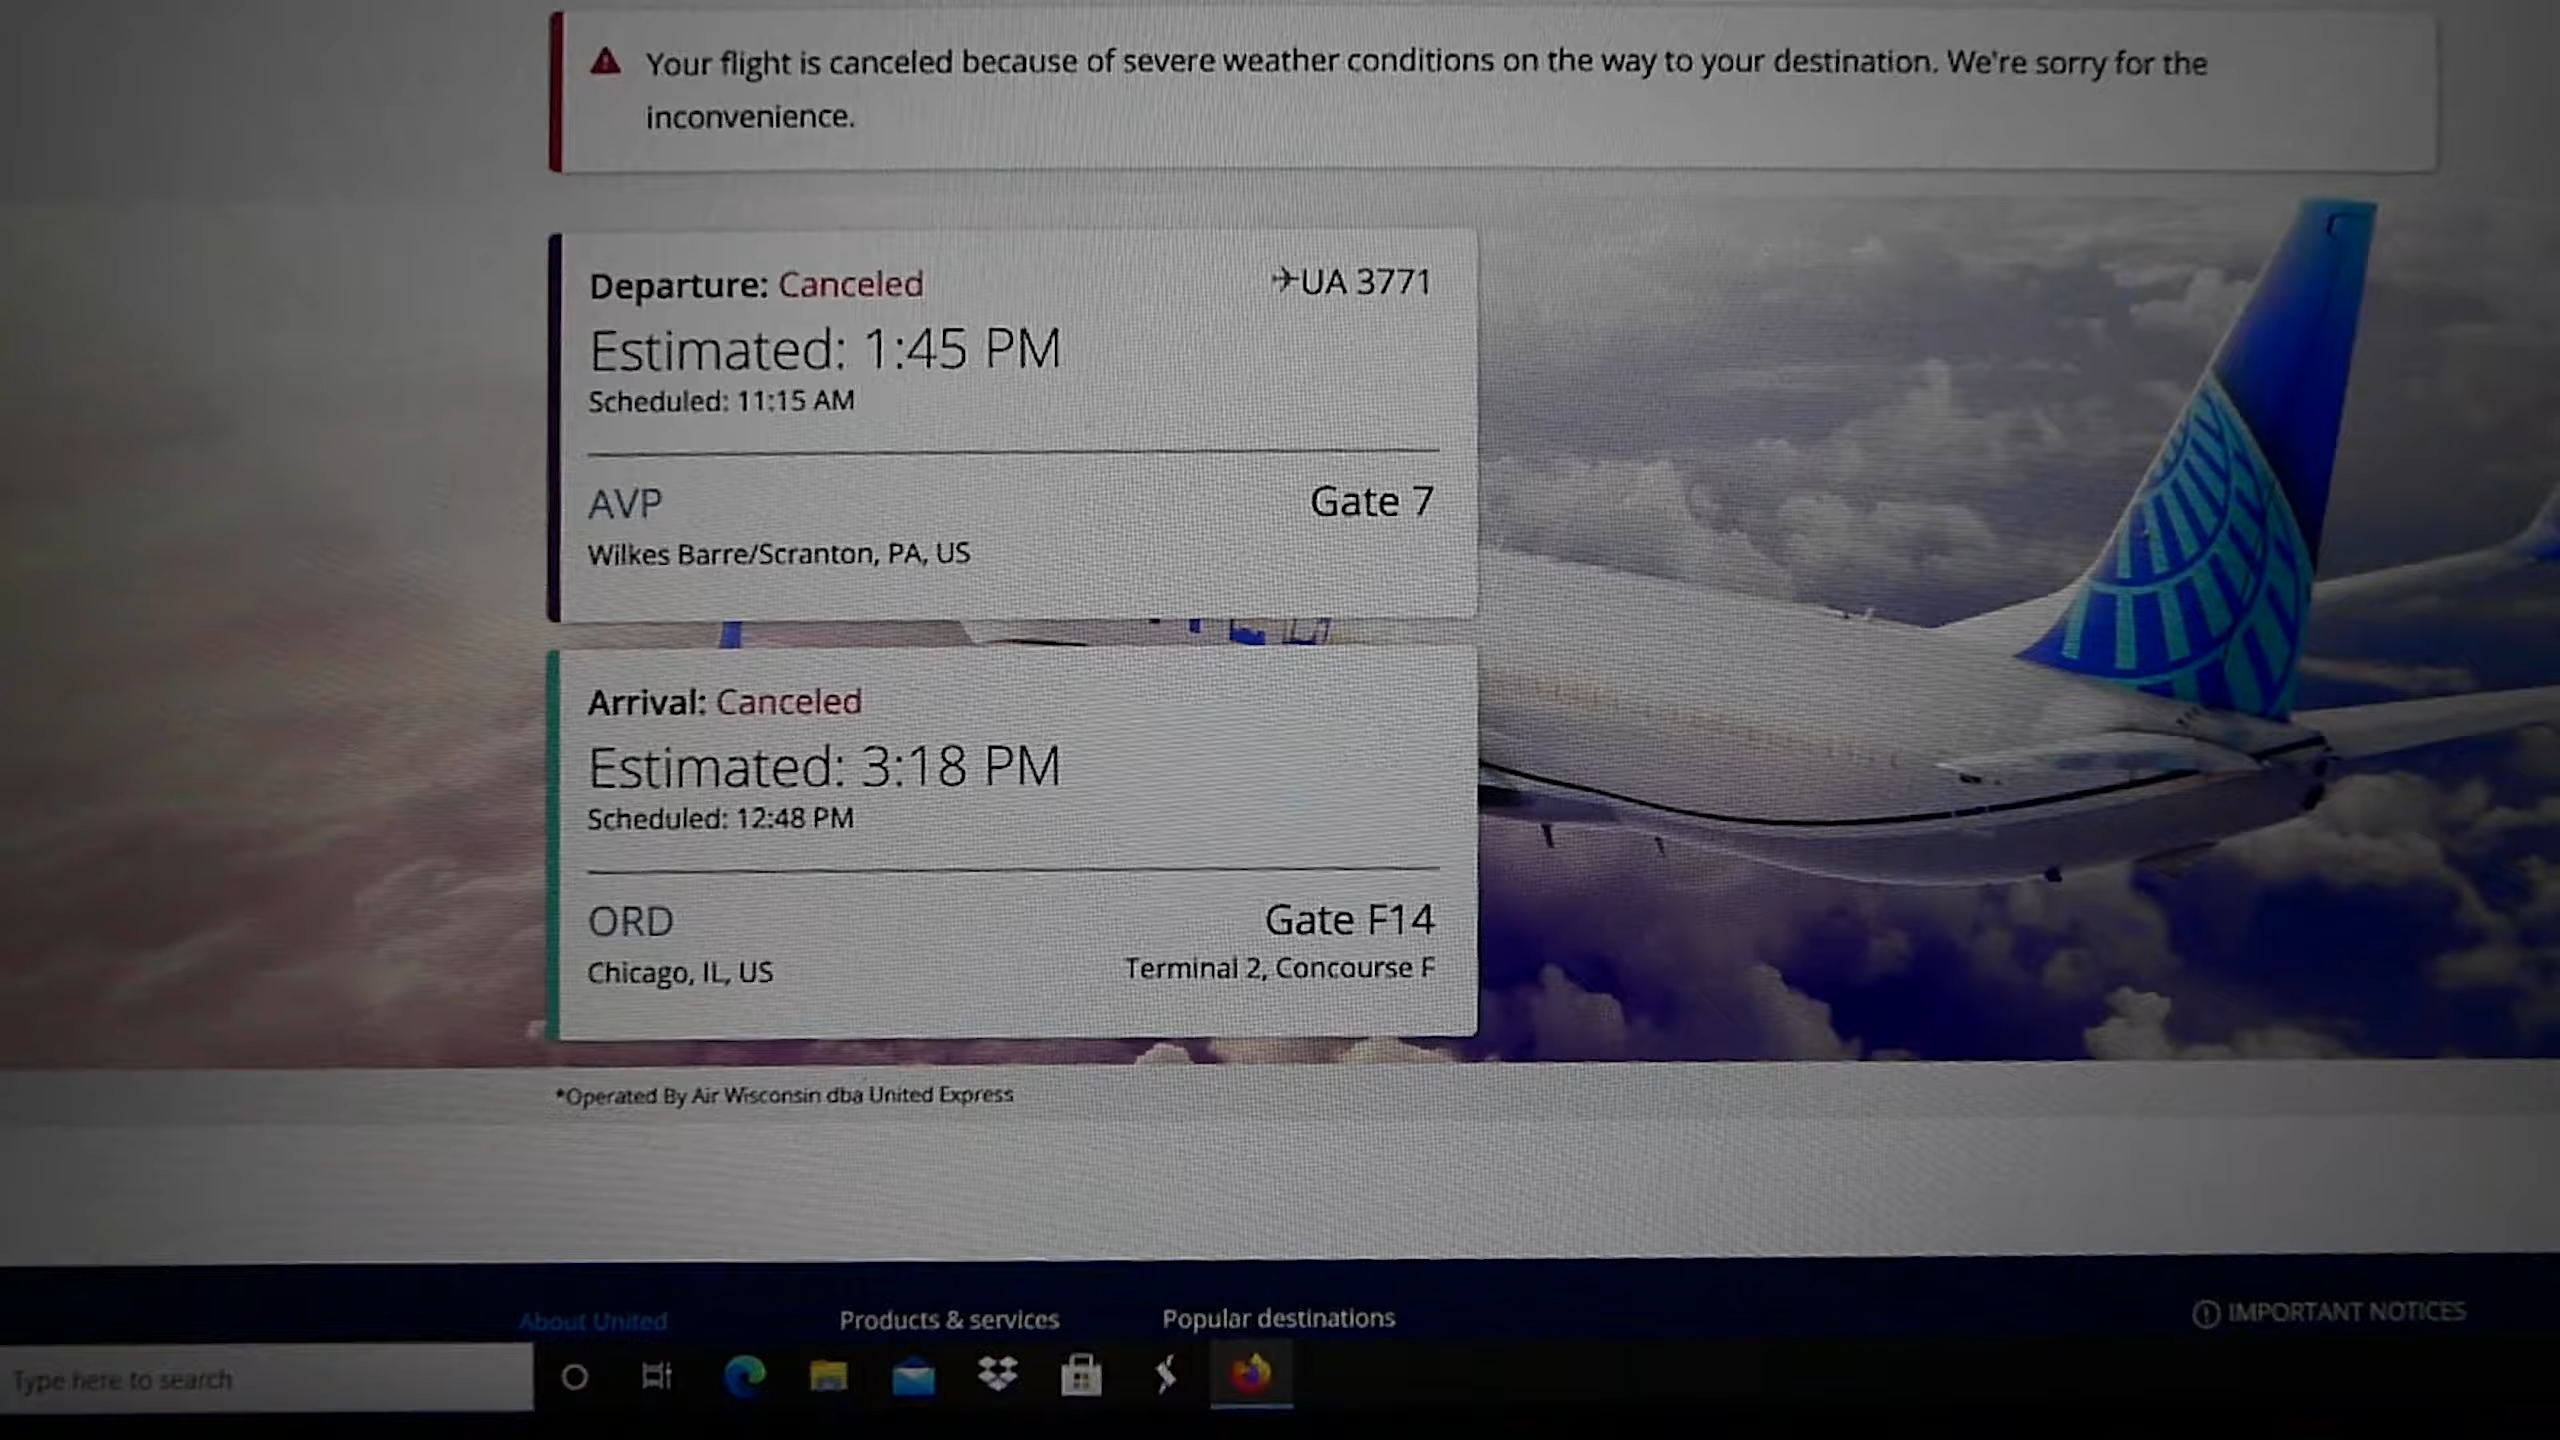 Your flight is canceled because of severe weather conditions on the way to your destination. We're sorry for the
inconvenience.
Departure: Canceled
✈UA 3771
Estimated: 1:45 PM
Scheduled: 11:15 AM
AVP
Gate 7
Wilkes Barre/Scranton, PA, US
Arrival: Canceled
Estimated: 3:18 PM
Scheduled: 12:48 PM
ORD
Gate F14
Chicago, IL, US
Terminal 2, Concourse F
*Operated By Air Wisconsin dba United Express
About United
Products & services
Popular destinations
IMPORTANT NOTICES
Type here to search